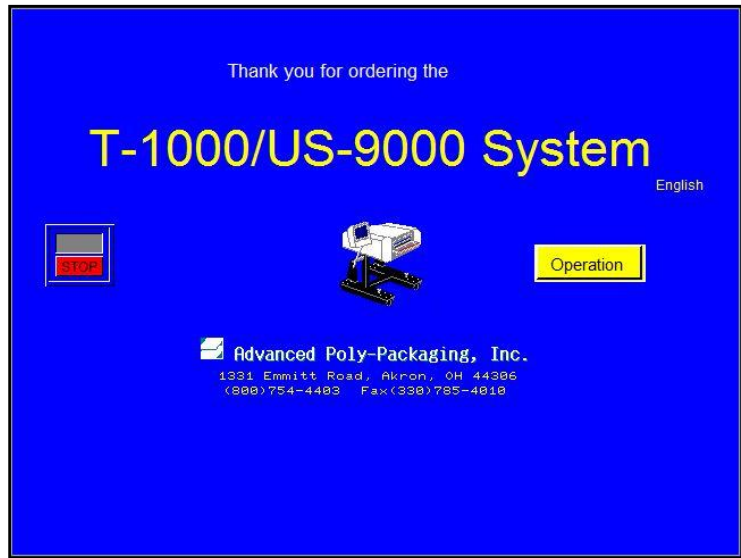 Thank you for ordering the
T-1000/US-9000 System
English
STOP
Operation
Advanced Poly-Packaging, Inc.
1331 Emmitt Road, Akron, OH 44306
(800)754-4403 Fax(330)785-4010